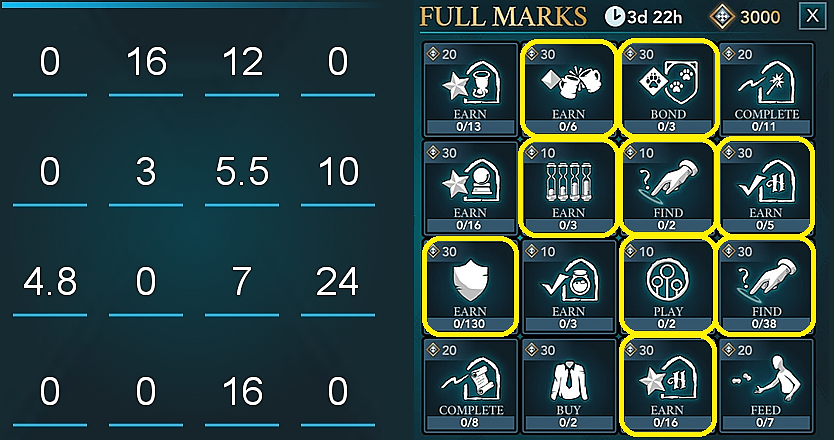 0 16 12 0
0 3 5.5 10
4.8 0 7 24
0 0 16 0
FULL MARKS 3d 22h 3000 X
20 30 30 20
EARN EARN BOND COMPLETE
0/13 0/6 0/3 0/11
30 10 10 30
? H
EARN EARN FIND EARN
0/16 0/3 0/2 0/5
30 30 10 30
?
EARN EARN PLAY FIND
0/130 0/3 0/2 0/38
20 30 30 20
H
COMPLETE BUY EARN FEED
0/8 0/2 0/16 0/7